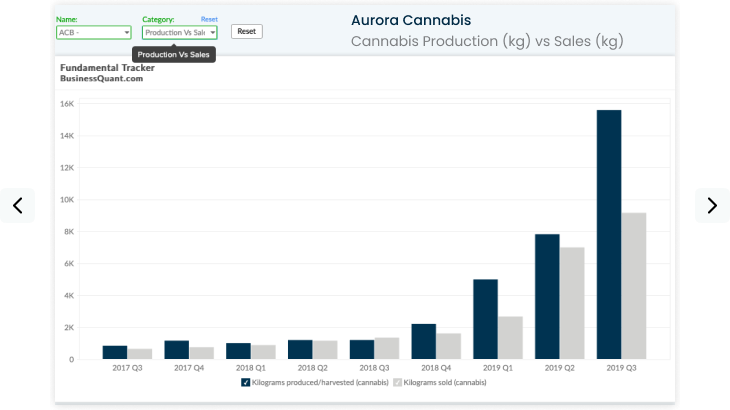 Name:
Category:
Reset
ACB -
Production Vs Sal
Reset
Production Vs Sales
Aurora Cannabis
Cannabis Production (kg) vs Sales (kg)
Fundamental Tracker
BusinessQuant.com
16K
14K
12K
10K
8K
6K
4K
2K
0
2017 Q3 2017 Q4 2018 Q1 2018 Q2 2018 Q3 2018 Q4 2019 Q1 2019 Q2 2019 Q3
Kilograms produced/harvested (cannabis) Kilograms sold (cannabis)